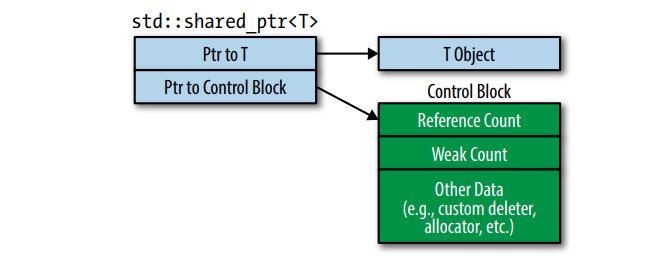 std::shared_ptr<T>
Ptr to T
T Object
Ptr to Control Block
Control Block
Reference Count
Weak Count
Other Data
(e.g., custom deleter,
allocator, etc.)